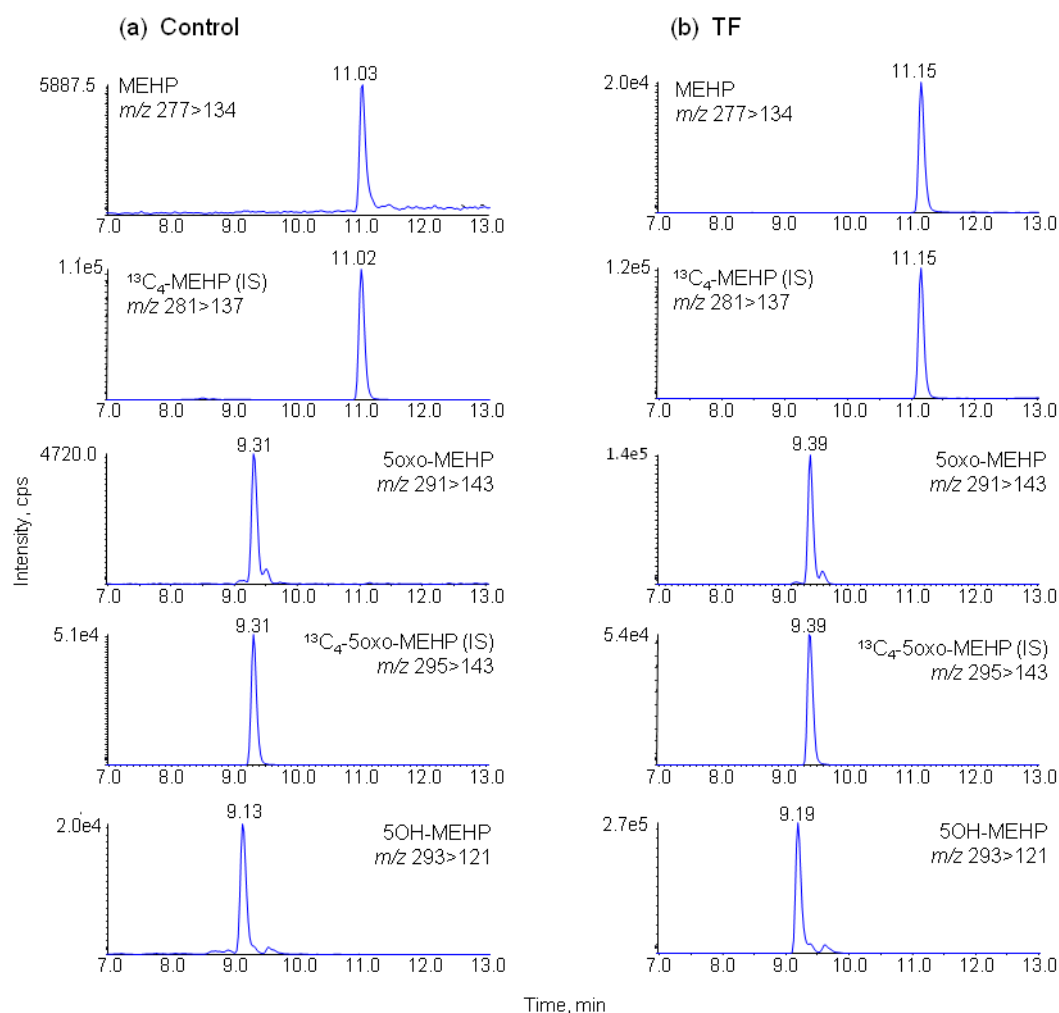 (a) Control
5887.5
MEHP
m/z 277>134
11.03
7.0 8.0 9.0 10.0 11.0 12.0 13.0
1.1e5
¹³C₄-MEHP (IS)
m/z 281>137
11.02
7.0 8.0 9.0 10.0 11.0 12.0 13.0
4720.0
9.31
5oxo-MEHP
m/z 291>143
7.0 8.0 9.0 10.0 11.0 12.0 13.0
5.1e4
9.31
¹³C₄-5oxo-MEHP (IS)
m/z 295>143
7.0 8.0 9.0 10.0 11.0 12.0 13.0
2.0e4
9.13
5OH-MEHP
m/z 293>121
7.0 8.0 9.0 10.0 11.0 12.0 13.0
(b) TF
2.0e4
MEHP
m/z 277>134
11.15
7.0 8.0 9.0 10.0 11.0 12.0 13.0
1.2e5
¹³C₄-MEHP (IS)
m/z 281>137
11.15
7.0 8.0 9.0 10.0 11.0 12.0 13.0
1.4e5
9.39
5oxo-MEHP
m/z 291>143
7.0 8.0 9.0 10.0 11.0 12.0 13.0
5.4e4
9.39
¹³C₄-5oxo-MEHP (IS)
m/z 295>143
7.0 8.0 9.0 10.0 11.0 12.0 13.0
2.7e5
9.19
5OH-MEHP
m/z 293>121
7.0 8.0 9.0 10.0 11.0 12.0 13.0
Intensity, cps
Time, min